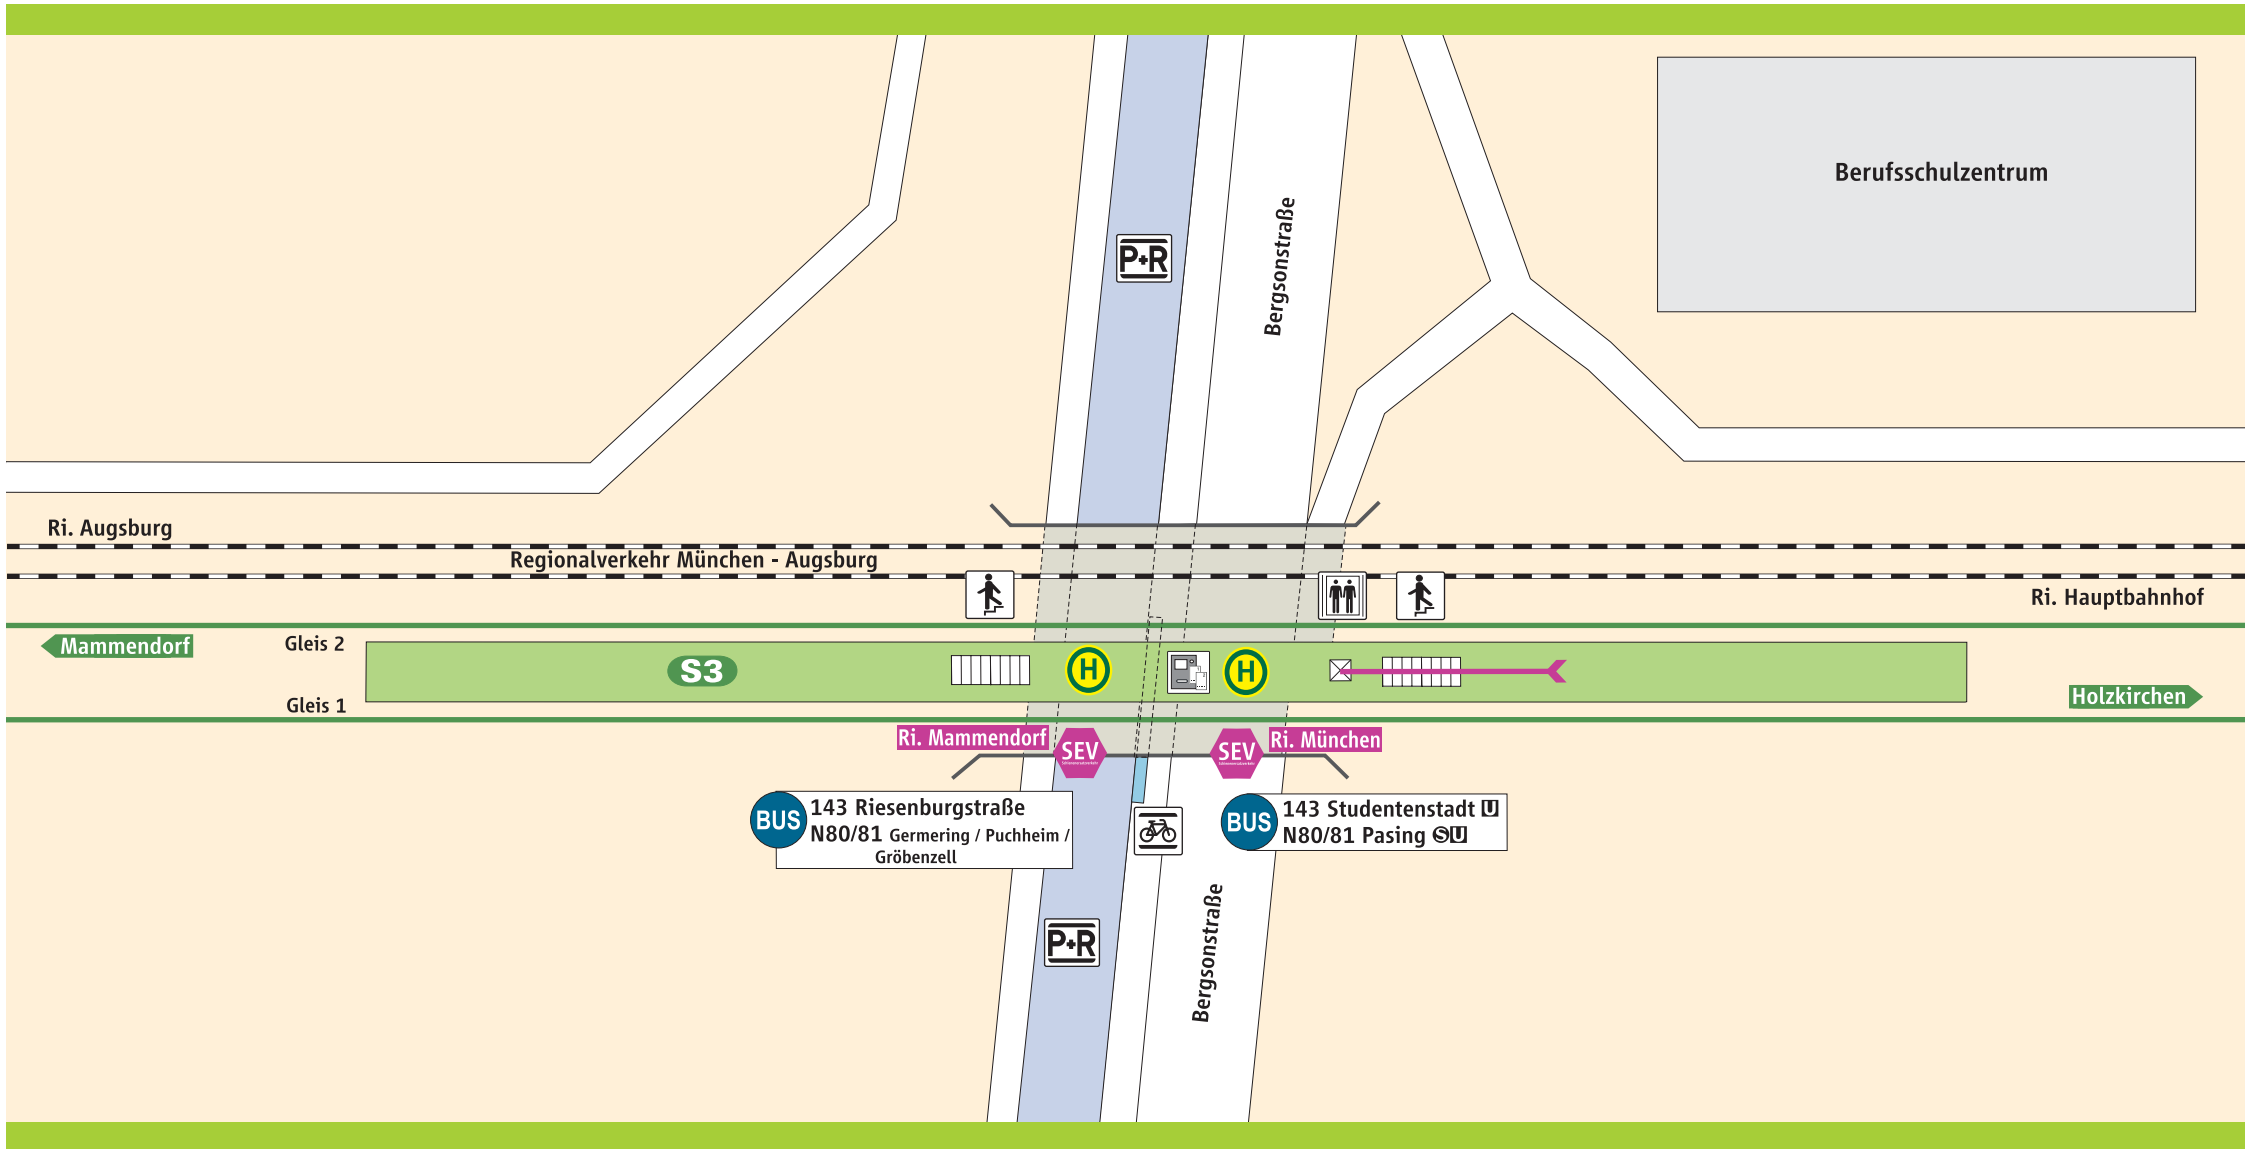 Berufsschulzentrum
P+R
Bergsonstraße
Ri. Augsburg
Regionalverkehr München - Augsburg
Ri. Hauptbahnhof
Mammendorf
Gleis 2
S3
H
H
Gleis 1
Holzkirchen
Ri. Mammendorf
SEV
SEV
Ri. München
BUS
143 Riesenburgstraße
N80/81 Germering / Puchheim /
Gröbenzell
BUS
143 Studentenstadt U
N80/81 Pasing S U
P+R
Bergsonstraße